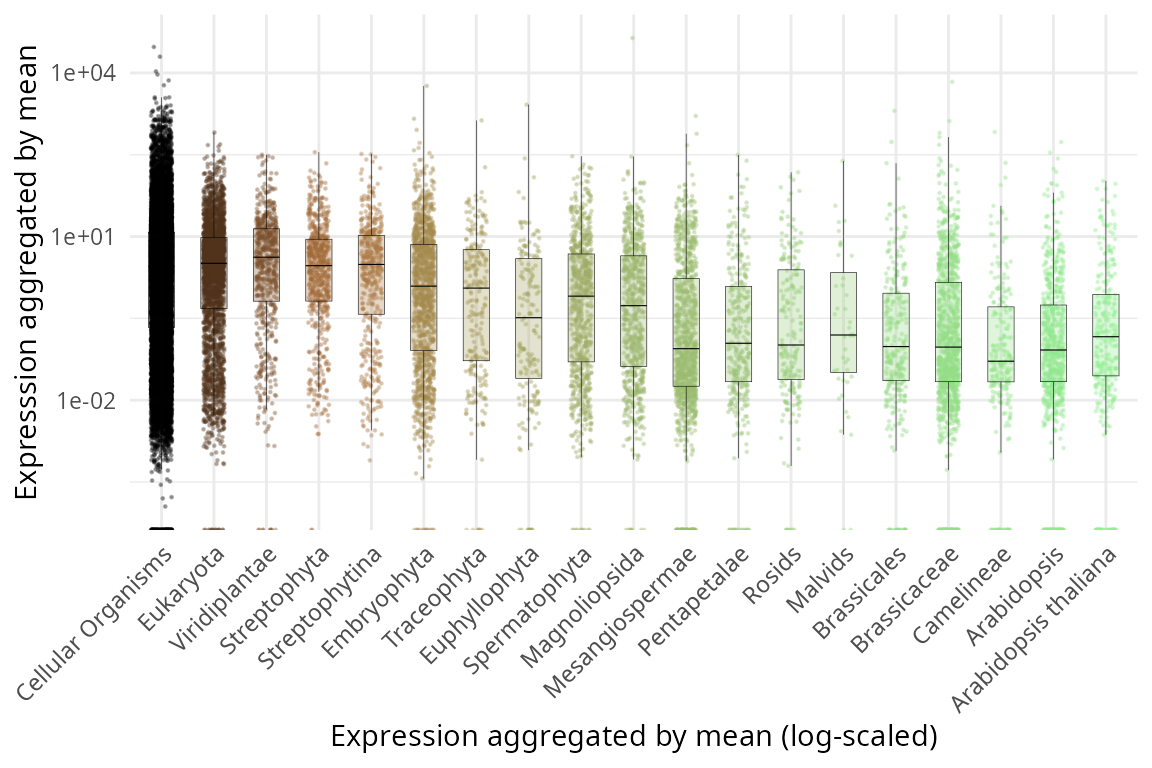 Expresssion aggregated by mean
1e+04
1e+01
1e-02
Cellular Organisms
Eukaryota
Viridiplantae
Streptophyta
Streptophytina
Embryophyta
Traceophyta
Euphyllophyta
Spermatophyta
Magnoliopsida
Mesangiospermae
Pentapetalae
Rosids
Malvids
Brassicales
Brassicaceae
Camelineae
Arabidopsis
Arabidopsis thaliana
Expression aggregated by mean (log-scaled)